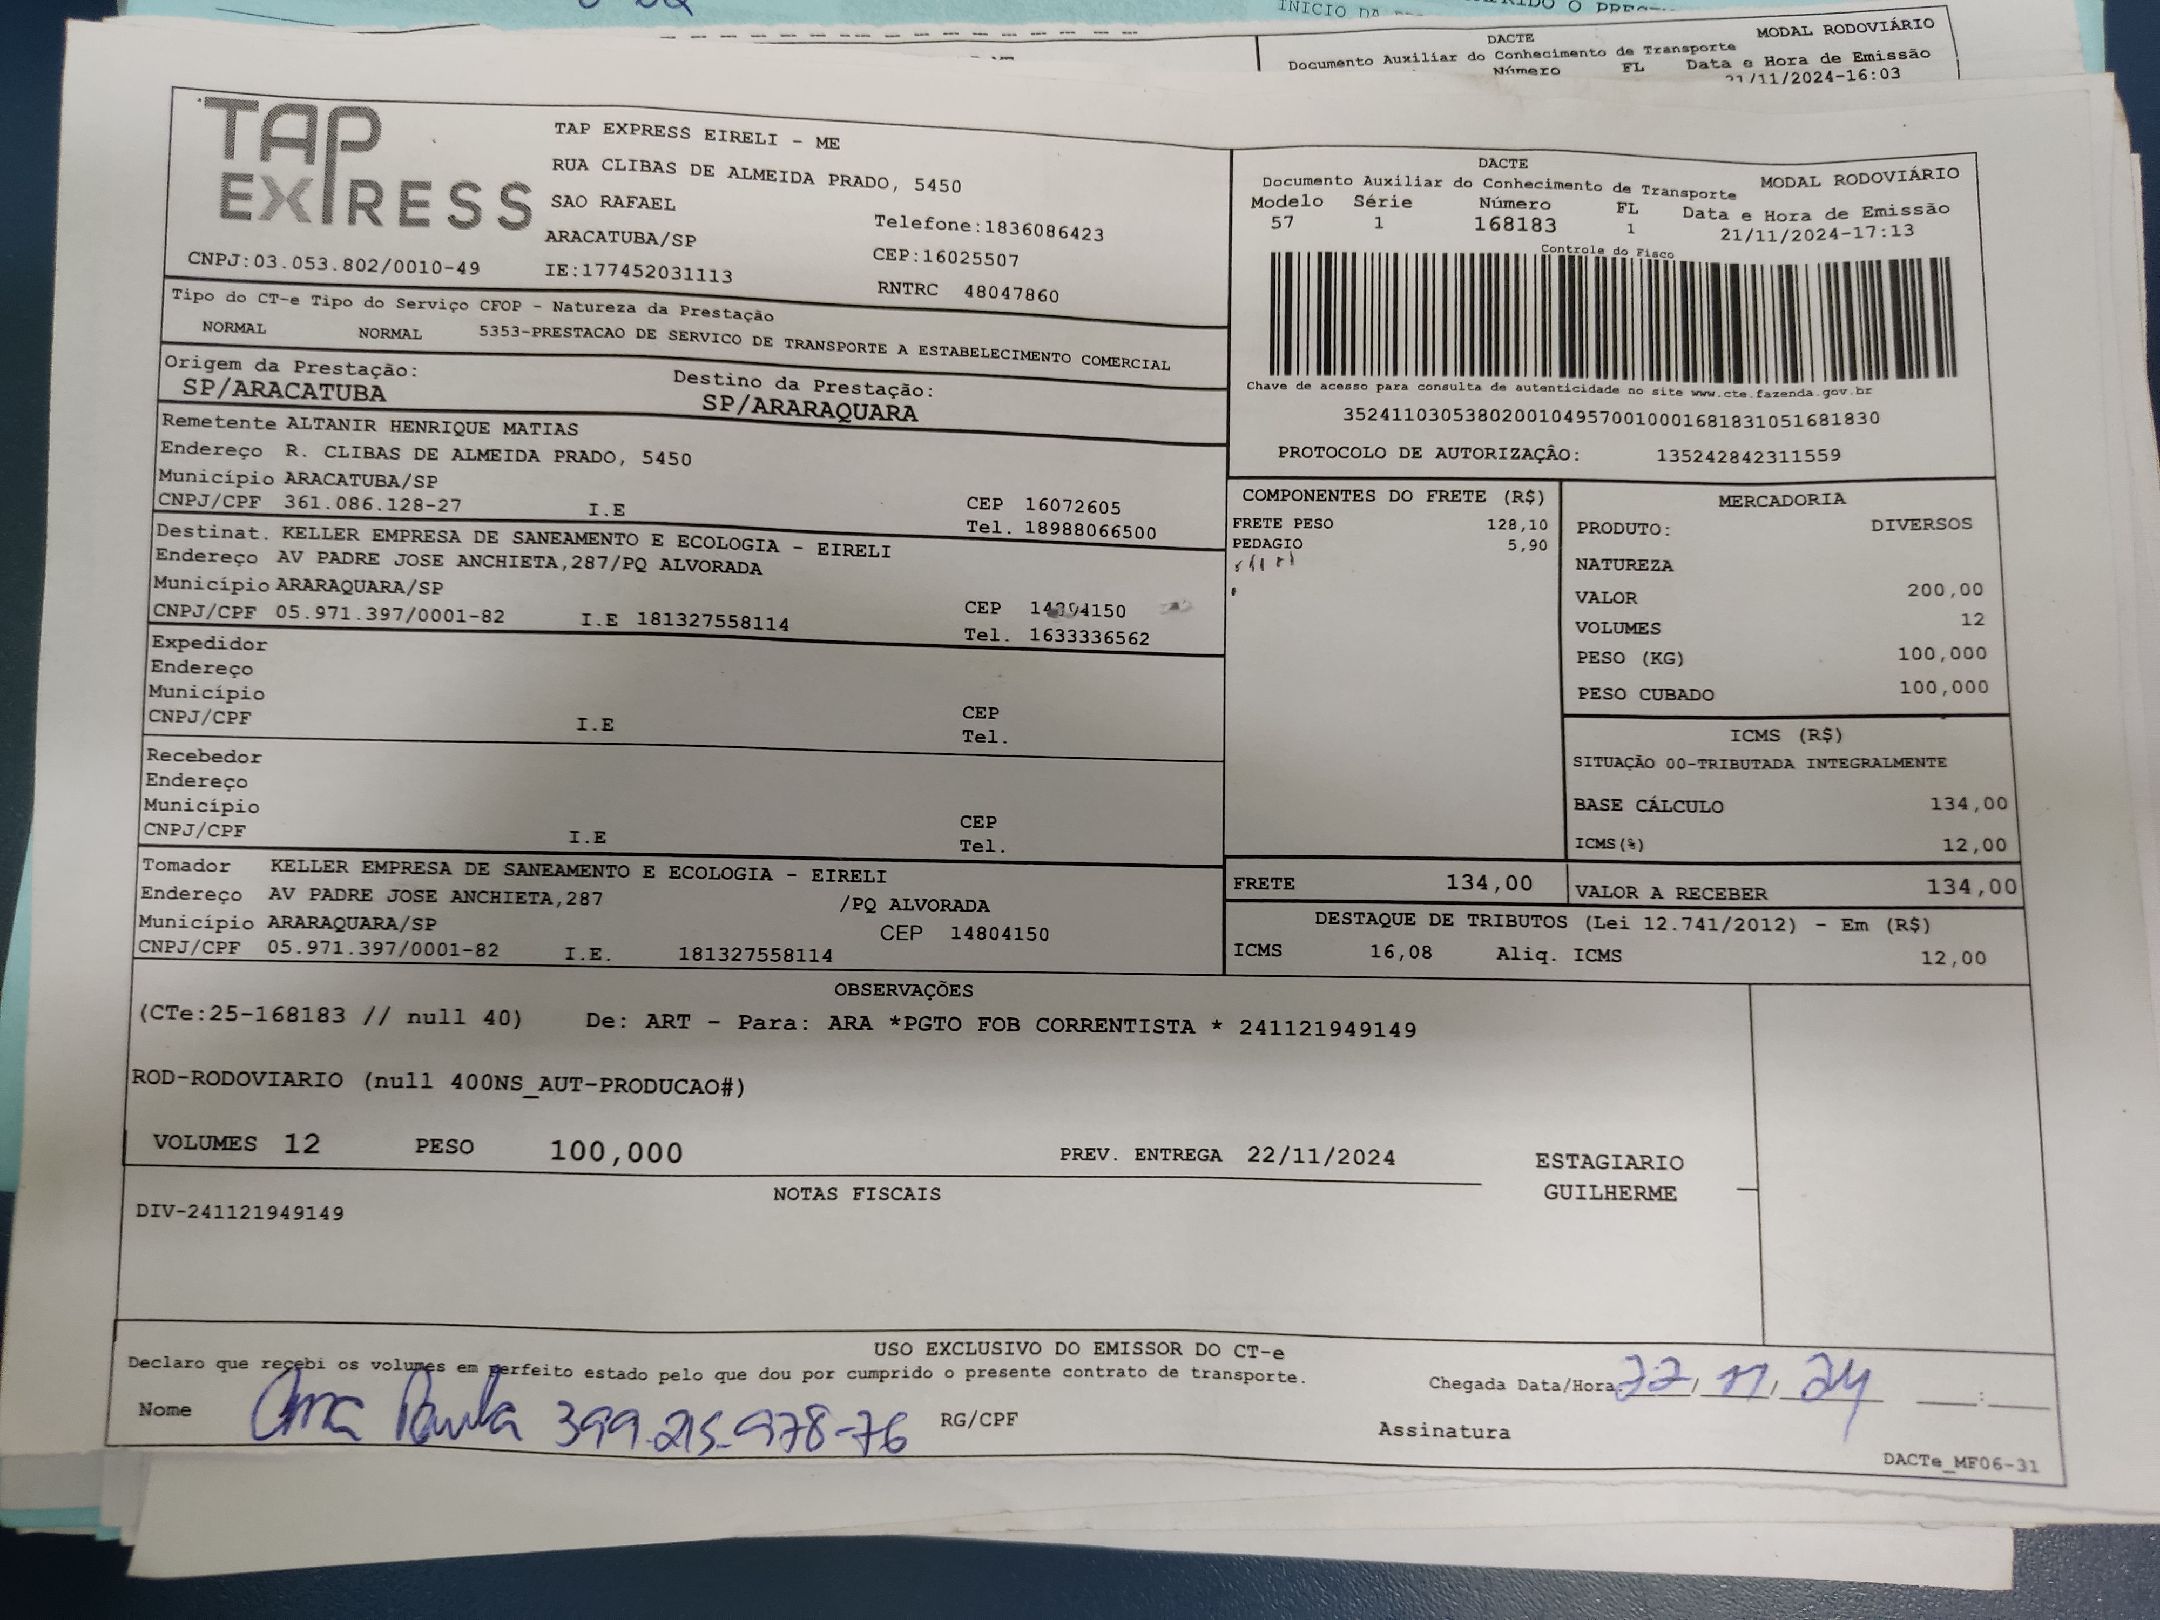 INICIO DA
DACTE
MODAL RODOVIÁRIO
Documento Auxiliar do Conhecimento de Transporte
Número FL Data e Hora de Emissão
21/11/2024-16:03
TAP EXPRESS
CNPJ:03.053.802/0010-49
TAP EXPRESS EIRELI - ME
RUA CLIBAS DE ALMEIDA PRADO, 5450
SAO RAFAEL
Telefone:1836086423
ARACATUBA/SP
CEP:16025507
IE:177452031113
RNTRC 48047860
DACTE
Documento Auxiliar do Conhecimento de Transporte
MODAL RODOVIÁRIO
Modelo Série Número FL Data e Hora de Emissão
57 1 168183 1 21/11/2024-17:13
Controle do Fisco
Chave de acesso para consulta de autenticidade no site www.cte.fazenda.gov.br
35241103053802001049570010001681831051681830
PROTOCOLO DE AUTORIZAÇÂO: 135242842311559
Tipo do CT-e Tipo do Serviço CFOP - Natureza da Prestação
NORMAL NORMAL 5353-PRESTACAO DE SERVICO DE TRANSPORTE A ESTABELECIMENTO COMERCIAL
Origem da Prestação: Destino da Prestação:
SP/ARACATUBA SP/ARARAQUARA
Remetente ALTANIR HENRIQUE MATIAS
Endereço R. CLIBAS DE ALMEIDA PRADO, 5450
Município ARACATUBA/SP CEP 16072605
CNPJ/CPF 361.086.128-27 I.E Tel. 18988066500
Destinat. KELLER EMPRESA DE SANEAMENTO E ECOLOGIA - EIRELI
Endereço AV PADRE JOSE ANCHIETA,287/PQ ALVORADA
Município ARARAQUARA/SP CEP
CNPJ/CPF 05.971.397/0001-82 I.E 181327558114 Tel. 1633336562
Expedidor
Endereço
Município CEP
CNPJ/CPF I.E Tel.
Recebedor
Endereço
Município CEP
CNPJ/CPF I.E Tel.
Tomador KELLER EMPRESA DE SANEAMENTO E ECOLOGIA - EIRELI
Endereço AV PADRE JOSE ANCHIETA,287 /PQ ALVORADA
Município ARARAQUARA/SP CEP 14804150
CNPJ/CPF 05.971.397/0001-82 I.E. 181327558114
COMPONENTES DO FRETE (R$)
FRETE PESO 128,10
PEDAGIO 5,90
MERCADORIA
PRODUTO: DIVERSOS
NATUREZA
VALOR 200,00
VOLUMES 12
PESO (KG) 100,000
PESO CUBADO 100,000
ICMS (R$)
SITUAÇÃO 00-TRIBUTADA INTEGRALMENTE
BASE CÁLCULO 134,00
ICMS(%) 12,00
FRETE 134,00 VALOR A RECEBER 134,00
DESTAQUE DE TRIBUTOS (Lei 12.741/2012) - Em (R$)
ICMS 16,08 Aliq. ICMS 12,00
OBSERVAÇÕES
(CTe:25-168183 // null 40) De: ART - Para: ARA *PGTO FOB CORRENTISTA * 241121949149
ROD-RODOVIARIO (null 400NS_AUT-PRODUCAO#)
VOLUMES 12 PESO 100,000 PREV. ENTREGA 22/11/2024 ESTAGIARIO
GUILHERME
NOTAS FISCAIS
DIV-241121949149
USO EXCLUSIVO DO EMISSOR DO CT-e
Declaro que recebi os volumes em perfeito estado pelo que dou por cumprido o presente contrato de transporte.
Chegada Data/Hora 22/11/24 :
Nome Ana Paula 399.215.978-76 RG/CPF
Assinatura
DACTe_MF06-31